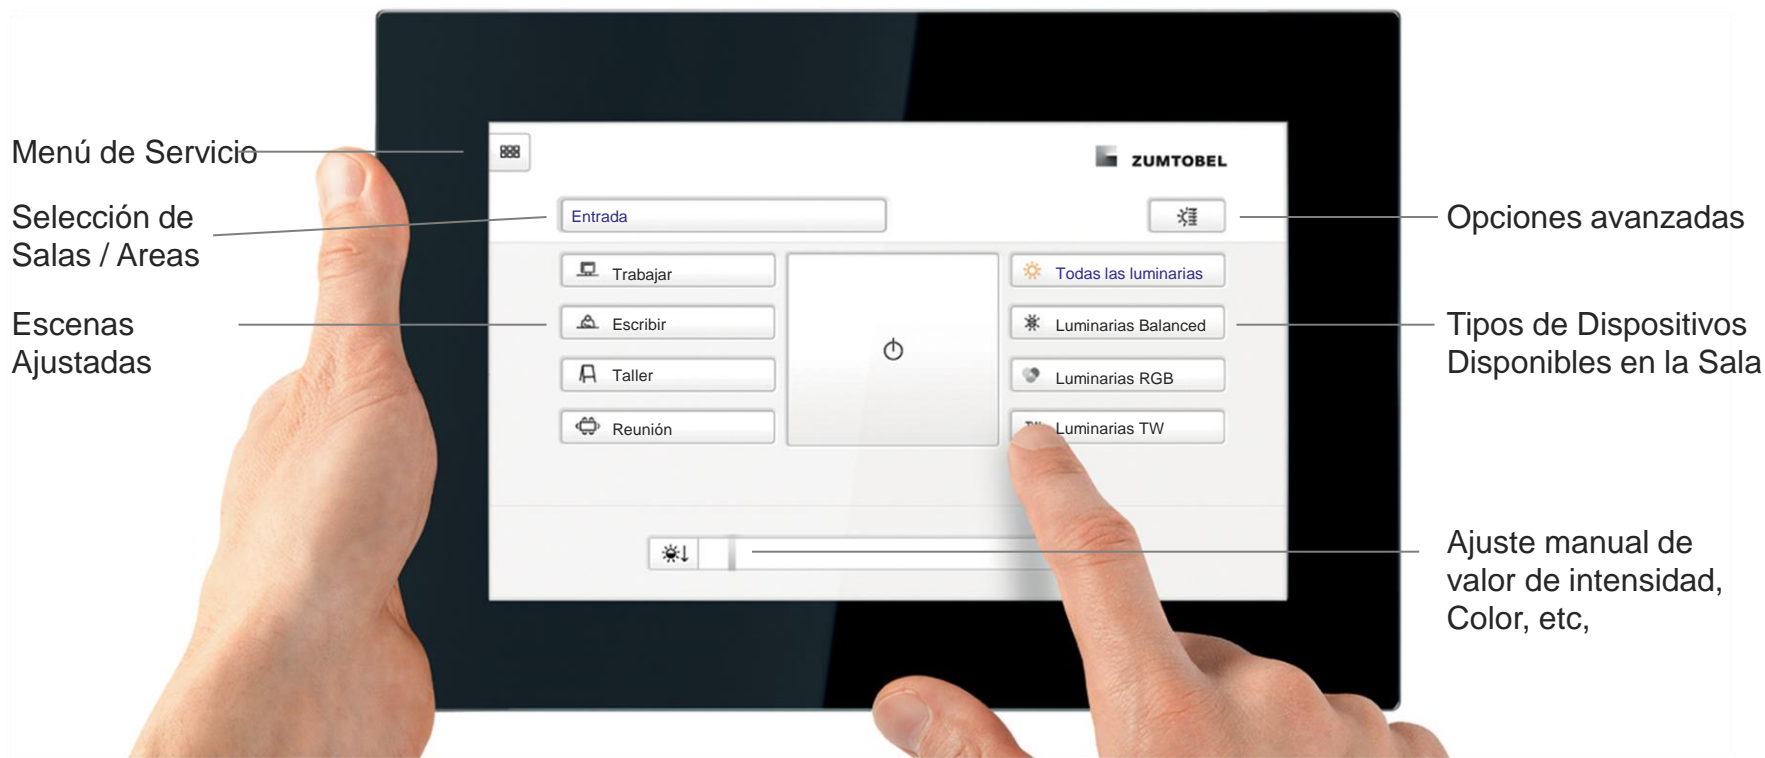 Menú de Servicio
Selección de
Salas / Areas
Escenas
Ajustadas
ZUMTOBEL
Entrada
Trabajar
Escribir
Taller
Reunión
Todas las luminarias
Luminarias Balanced
Luminarias RGB
Luminarias TW
Opciones avanzadas
Tipos de Dispositivos
Disponibles en la Sala
Ajuste manual de
valor de intensidad,
Color, etc,